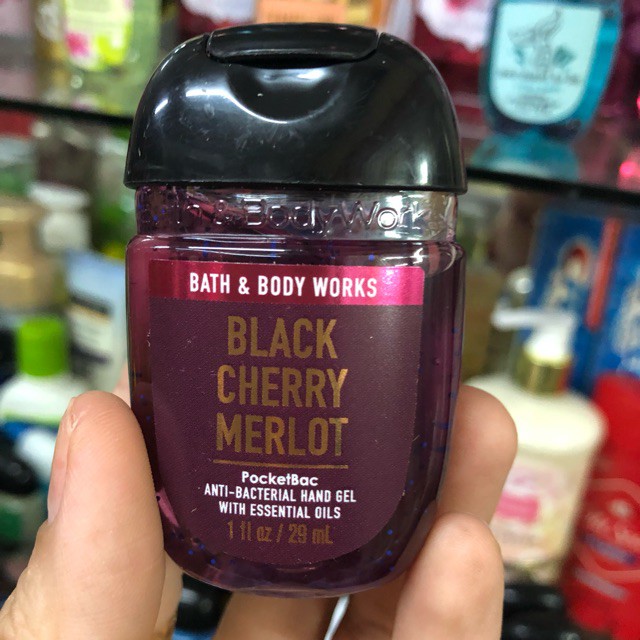 Bath & Body Work
BATH & BODY WORKS
BLACK
CHERRY
MERLOT
PocketBac
ANTI-BACTERIAL HAND GEL
WITH ESSENTIAL OILS
1 fl oz / 29 mL